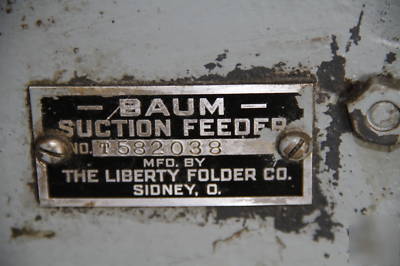 — BAUM —
SUCTION FEEDER
NO. T582038
MFD. BY
THE LIBERTY FOLDER CO.
SIDNEY, O.